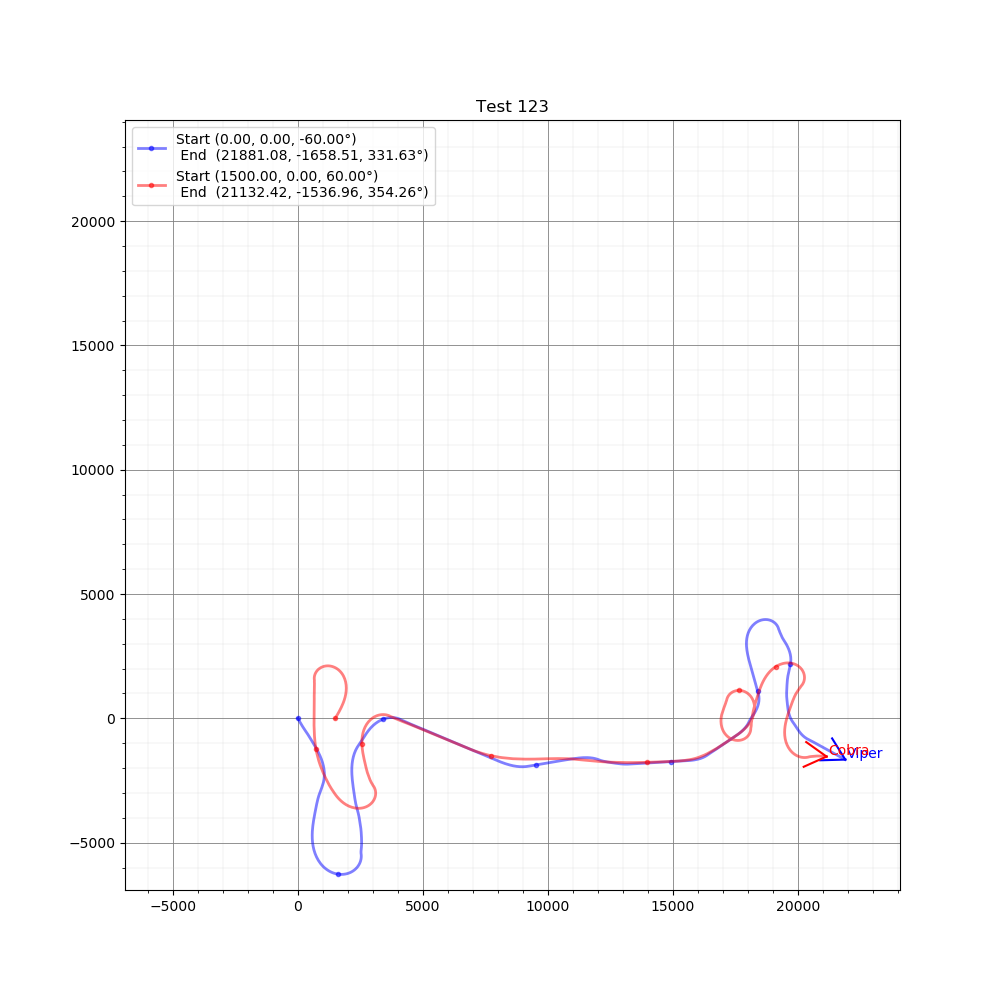 Test 123
Start (0.00, 0.00, -60.00°)
End (21881.08, -1658.51, 331.63°)
Start (1500.00, 0.00, 60.00°)
End (21132.42, -1536.96, 354.26°)
20000
15000
10000
5000
0
−5000
Cobra
Viper
−5000
0
5000
10000
15000
20000